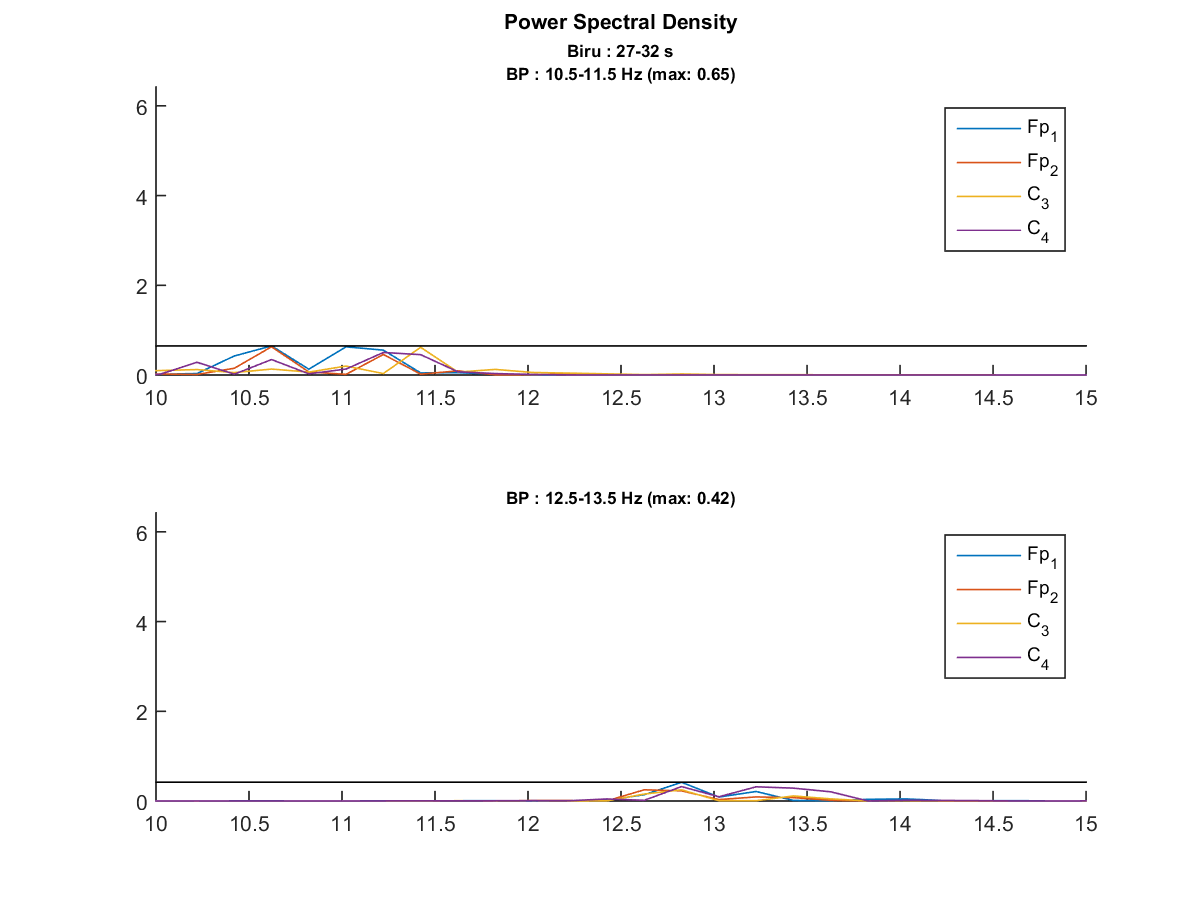 Power Spectral Density
Biru : 27-32 s
BP : 10.5-11.5 Hz (max: 0.65)
6
4
2
0
10 10.5 11 11.5 12 12.5 13 13.5 14 14.5 15
Fp1
Fp2
C3
C4
BP : 12.5-13.5 Hz (max: 0.42)
6
4
2
0
10 10.5 11 11.5 12 12.5 13 13.5 14 14.5 15
Fp1
Fp2
C3
C4